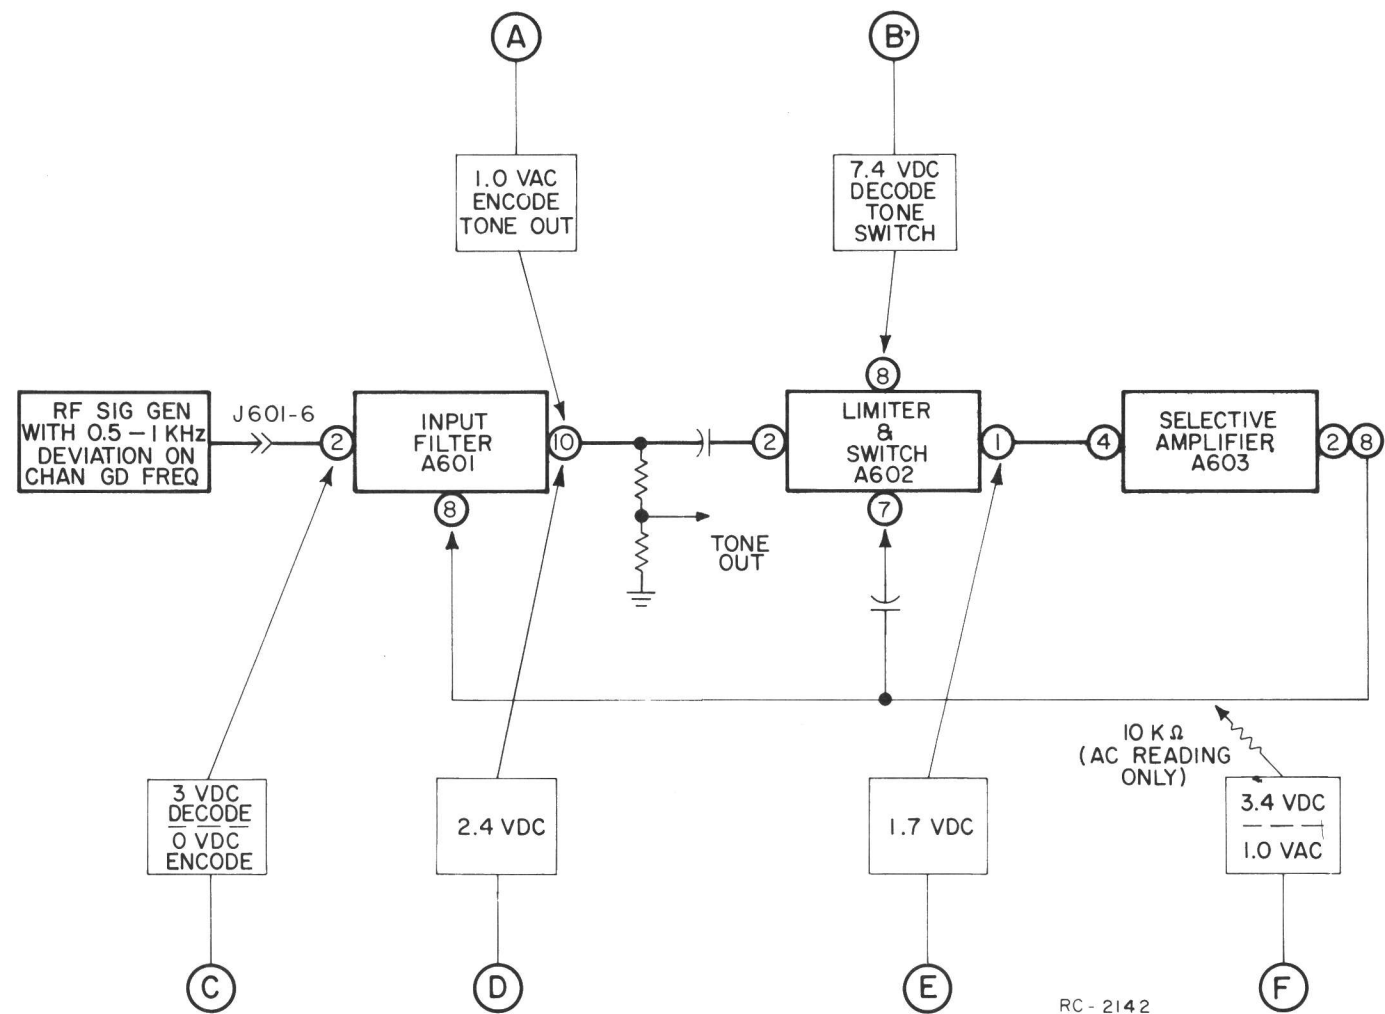 A
B
1.0 VAC
ENCODE
TONE OUT
7.4 VDC
DECODE
TONE
SWITCH
8
RF SIG GEN
WITH 0.5 – 1 KHz
DEVIATION ON
CHAN GD FREQ
J601-6
2
INPUT
FILTER
A601
10
8
2
LIMITER
&
SWITCH
A602
1
7
4
SELECTIVE
AMPLIFIER
A603
2
8
TONE
OUT
10 K Ω
(AC READING
ONLY)
3 VDC
DECODE
0 VDC
ENCODE
2.4 VDC
1.7 VDC
3.4 VDC
1.0 VAC
C
D
E
F
RC-2142